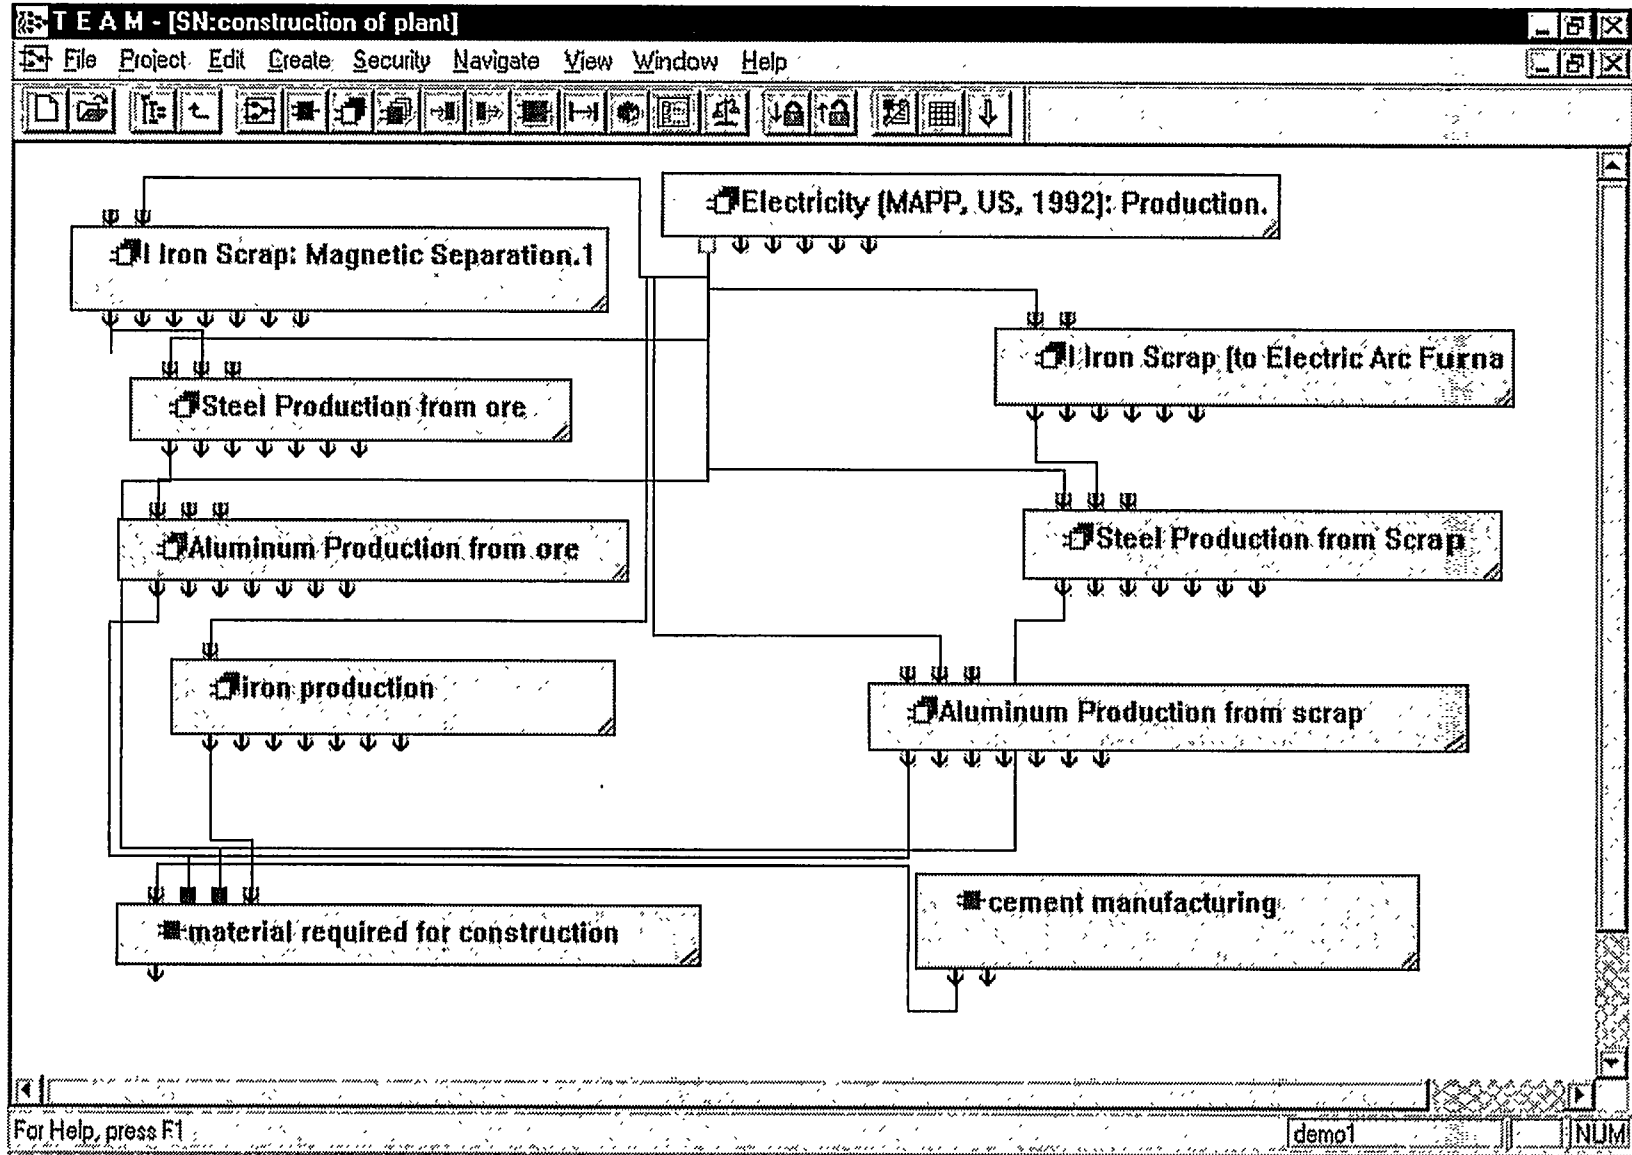 T E A M - [SN:construction of plant]
File Project Edit Create Security Navigate View Window Help
Electricity (MAPP, US, 1992): Production.
I Iron Scrap: Magnetic Separation.1
I Iron Scrap (to Electric Arc Furna
Steel Production from ore
Steel Production from Scrap
Aluminum Production from ore
iron production
Aluminum Production from scrap
cement manufacturing
material required for construction
For Help, press F1
demo1
NUM